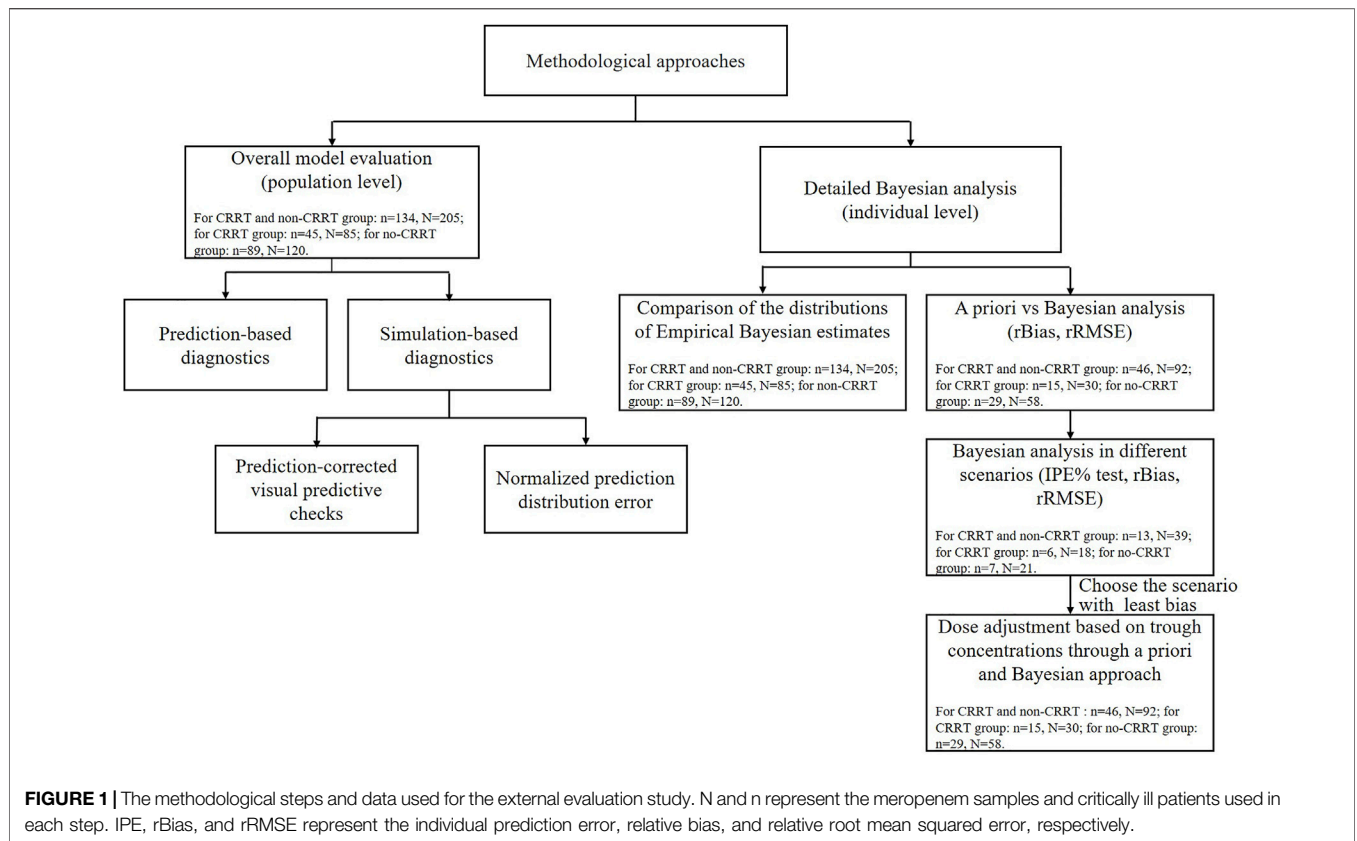 Methodological approaches
Overall model evaluation
(population level)
For CRRT and non-CRRT group: n=134, N=205;
for CRRT group: n=45, N=85; for no-CRRT
group: n=89, N=120.
Detailed Bayesian analysis
(individual level)
Prediction-based
diagnostics
Simulation-based
diagnostics
Comparison of the distributions
of Empirical Bayesian estimates
For CRRT and non-CRRT group: n=134, N=205;
for CRRT group: n=45, N=85; for non-CRRT
group: n=89, N=120.
A priori vs Bayesian analysis
(rBias, rRMSE)
For CRRT and non-CRRT group: n=46, N=92;
for CRRT group: n=15, N=30; for no-CRRT
group: n=29, N=58.
Prediction-corrected
visual predictive
checks
Normalized prediction
distribution error
Bayesian analysis in different
scenarios (IPE% test, rBias,
rRMSE)
For CRRT and non-CRRT group: n=13, N=39;
for CRRT group: n=6, N=18; for no-CRRT
group: n=7, N=21.
Choose the scenario
with least bias
Dose adjustment based on trough
concentrations through a priori
and Bayesian approach
For CRRT and non-CRRT : n=46, N=92; for
CRRT group: n=15, N=30; for no-CRRT group:
n=29, N=58.
FIGURE 1 | The methodological steps and data used for the external evaluation study. N and n represent the meropenem samples and critically ill patients used in
each step. IPE, rBias, and rRMSE represent the individual prediction error, relative bias, and relative root mean squared error, respectively.